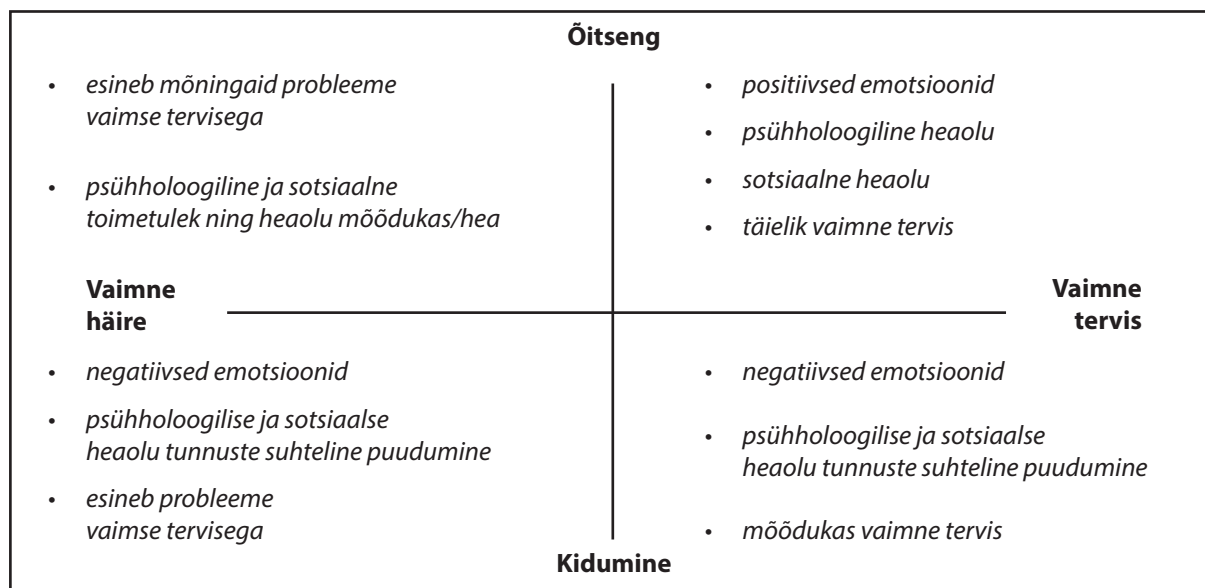 Õitseng
• esineb mõningaid probleeme
vaimse tervisega
• psühholoogiline ja sotsiaalne
toimetulek ning heaolu mõõdukas/hea
• positiivsed emotsioonid
• psühholoogiline heaolu
• sotsiaalne heaolu
• täielik vaimne tervis
Vaimne
häire
Vaimne
tervis
• negatiivsed emotsioonid
• psühholoogilise ja sotsiaalse
heaolu tunnuste suhteline puudumine
• esineb probleeme
vaimse tervisega
• negatiivsed emotsioonid
• psühholoogilise ja sotsiaalse
heaolu tunnuste suhteline puudumine
• mõõdukas vaimne tervis
Kidumine